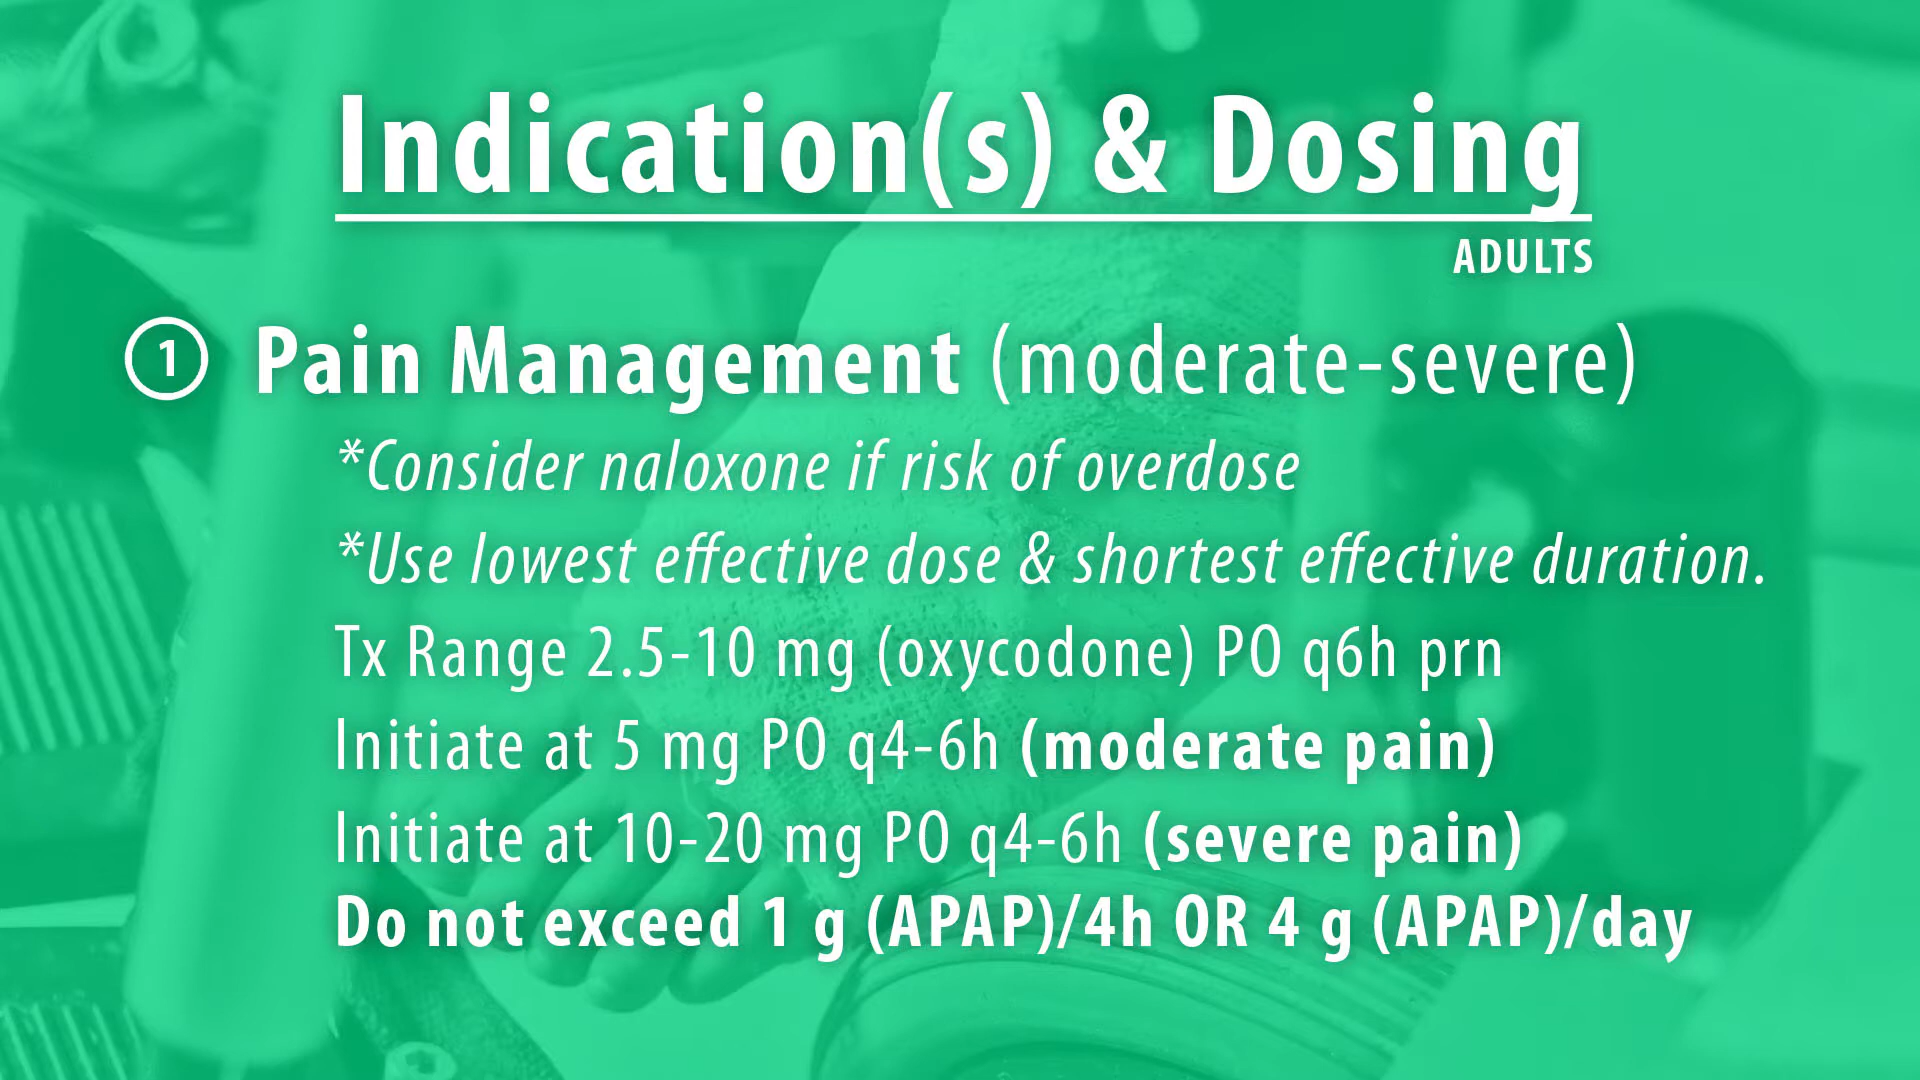 Indication(s) & Dosing
ADULTS
1 Pain Management (moderate-severe)
*Consider naloxone if risk of overdose
*Use lowest effective dose & shortest effective duration.
Tx Range 2.5-10 mg (oxycodone) PO q6h prn
Initiate at 5 mg PO q4-6h (moderate pain)
Initiate at 10-20 mg PO q4-6h (severe pain)
Do not exceed 1 g (APAP)/4h OR 4 g (APAP)/day